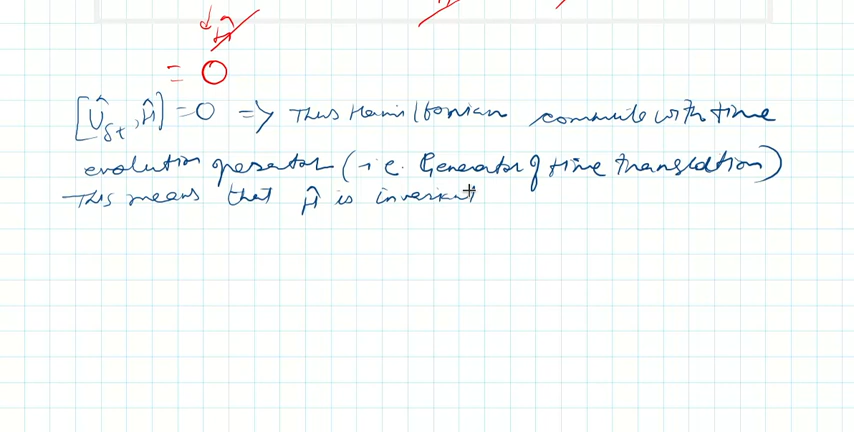 = 0
[Û_δt, Ĥ] = 0 => Thus Hamiltonian commute with time
evolution operator (i.e. Generator of time translation)
This means that Ĥ is invariant